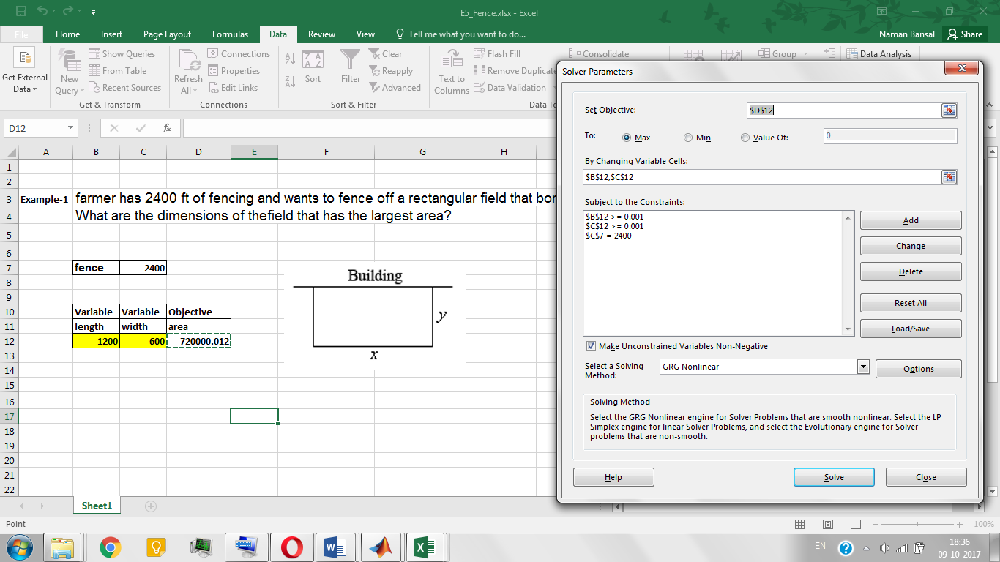 E5_Fence.xlsx - Excel
File Home Insert Page Layout Formulas Data Review View Tell me what you want to do... Naman Bansal Share
Get External Data
New Query
Show Queries
From Table
Recent Sources
Get & Transform
Refresh All
Connections
Properties
Edit Links
Connections
Sort
Filter
Clear
Reapply
Advanced
Sort & Filter
Text to Columns
Flash Fill
Remove Duplicate
Data Validation
Data To
Consolidate
Group
Data Analysis
D12 fx
A B C D E F G H
1
2
3 Example-1 farmer has 2400 ft of fencing and wants to fence off a rectangular field that bor
4 What are the dimensions of thefield that has the largest area?
5
6
7 fence 2400
8
9
10 Variable Variable Objective
11 length width area
12 1200 600 720000.012
13
14
15
16
17
18
19
20
21
22
Building
y
x
Sheet1
Point
100%
Solver Parameters
Set Objective: $D$12
To: Max Min Value Of: 0
By Changing Variable Cells:
$B$12,$C$12
Subject to the Constraints:
$B$12 >= 0.001
$C$12 >= 0.001
$C$7 = 2400
Add
Change
Delete
Reset All
Load/Save
Make Unconstrained Variables Non-Negative
Select a Solving Method: GRG Nonlinear Options
Solving Method
Select the GRG Nonlinear engine for Solver Problems that are smooth nonlinear. Select the LP
Simplex engine for linear Solver Problems, and select the Evolutionary engine for Solver
problems that are non-smooth.
Help Solve Close
EN
18:36
09-10-2017